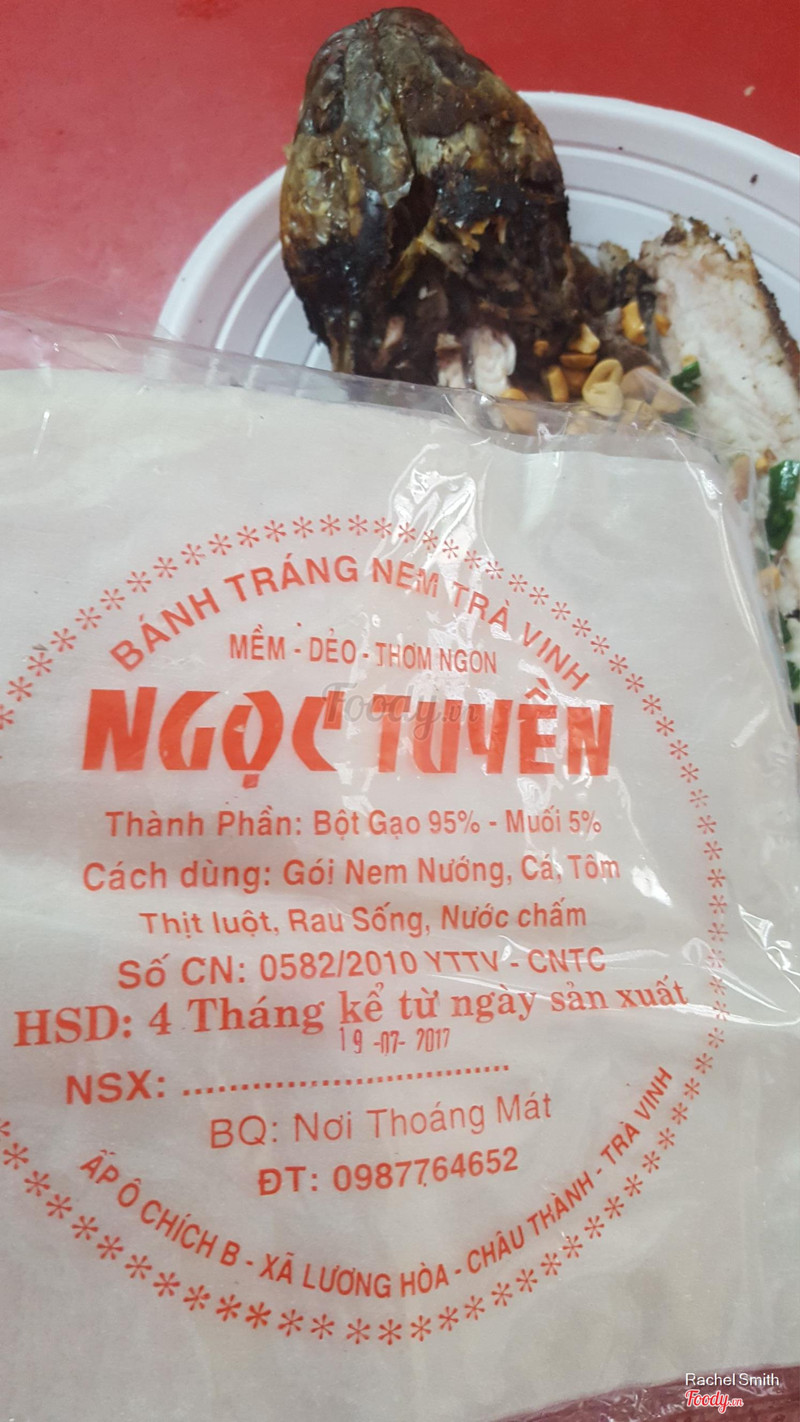 BÁNH TRÁNG NEM TRÀ VINH
MỀM - DẺO - THƠM NGON
NGỌC TUYỀN
Foody.vn
Thành Phần: Bột Gạo 95% - Muối 5%
Cách dùng: Gói Nem Nướng, Cá, Tôm
Thịt luột, Rau Sống, Nước chấm
Số CN: 0582/2010 YTTV - CNTC
HSD: 4 Tháng kể từ ngày sản xuất
19-07-2017
NSX: ....................................
BQ: Nơi Thoáng Mát
ĐT: 0987764652
ẤP Ô CHÍCH B - XÃ LƯƠNG HÒA - CHÂU THÀNH - TRÀ VINH
Rachel Smith
Foody.vn